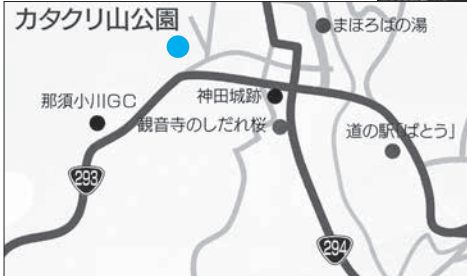 カタクリ山公園
まほろばの湯
那須小川GC
神田城跡
観音寺のしだれ桜
道の駅「ばとう」
293
294